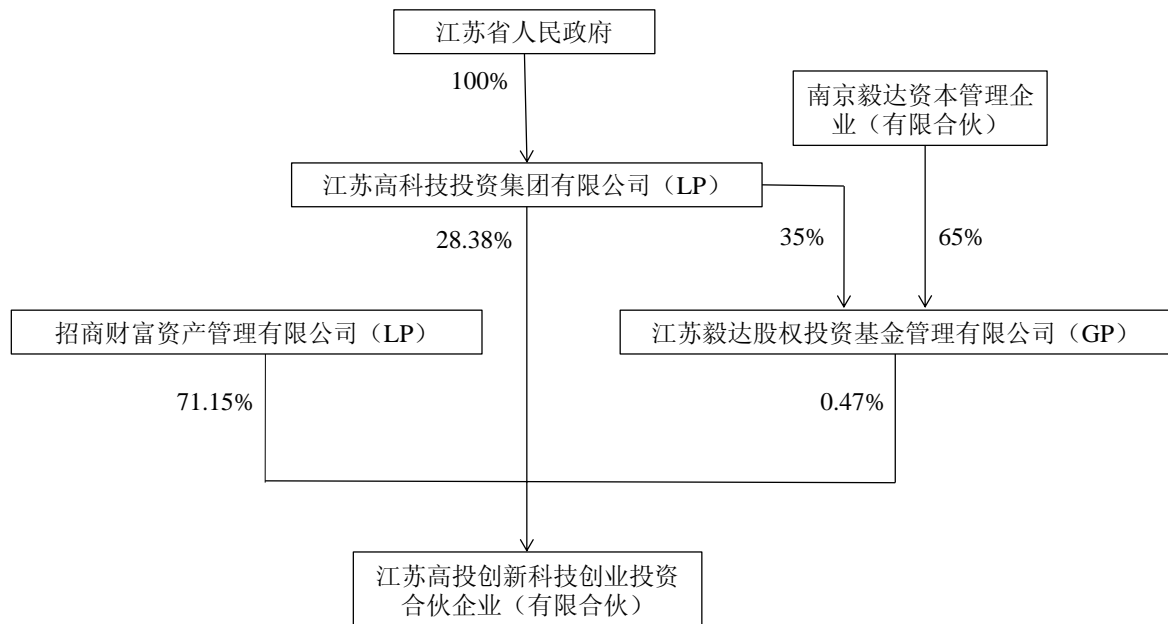 江苏省人民政府
100%
南京毅达资本管理企
业（有限合伙）
江苏高科技投资集团有限公司（LP）
28.38%
35%
65%
招商财富资产管理有限公司（LP）
江苏毅达股权投资基金管理有限公司（GP）
71.15%
0.47%
江苏高投创新科技创业投资
合伙企业（有限合伙）